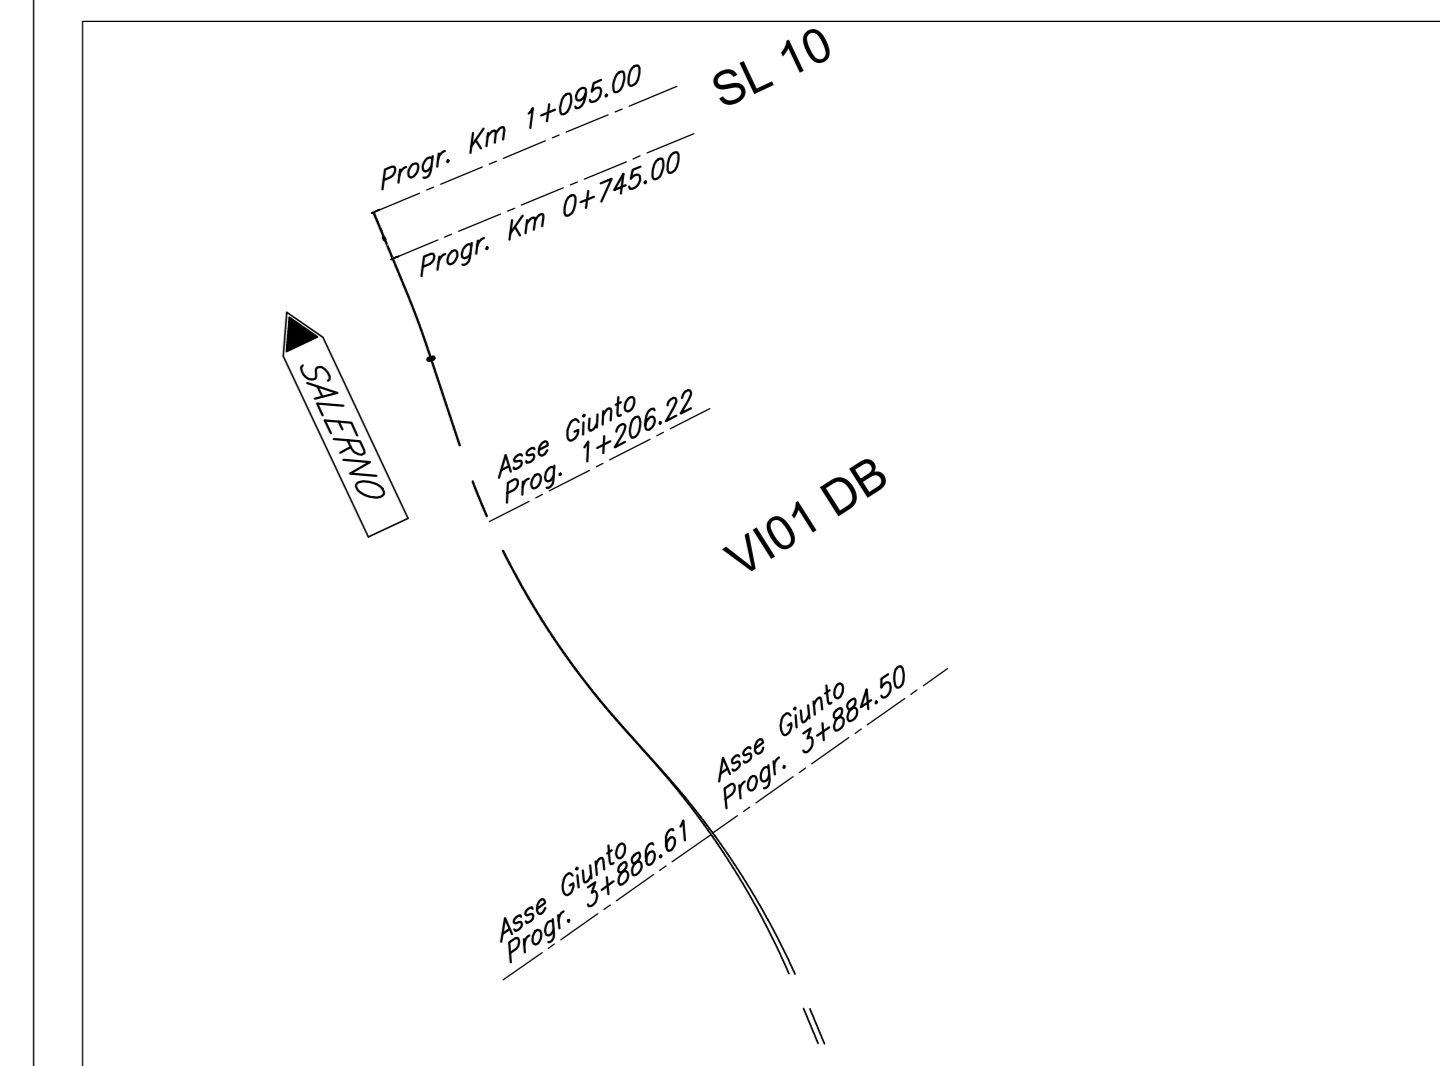 SL 10
Progr. Km 1+095.00
Progr. Km 0+745.00
SALERNO
Asse Giunto
Prog. 1+206.22
VI01 DB
Asse Giunto
Progr. 3+884.50
Asse Giunto
Progr. 3+886.61